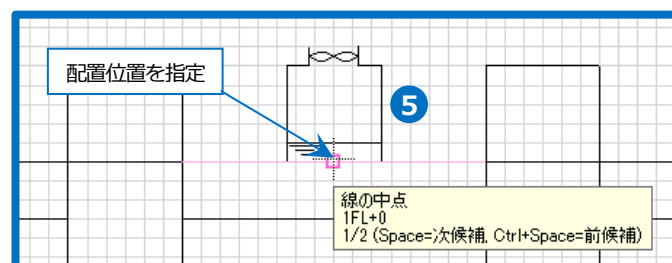 配置位置を指定
5
線の中点
1FL+0
1/2 (Space=次候補, Ctrl+Space=前候補)